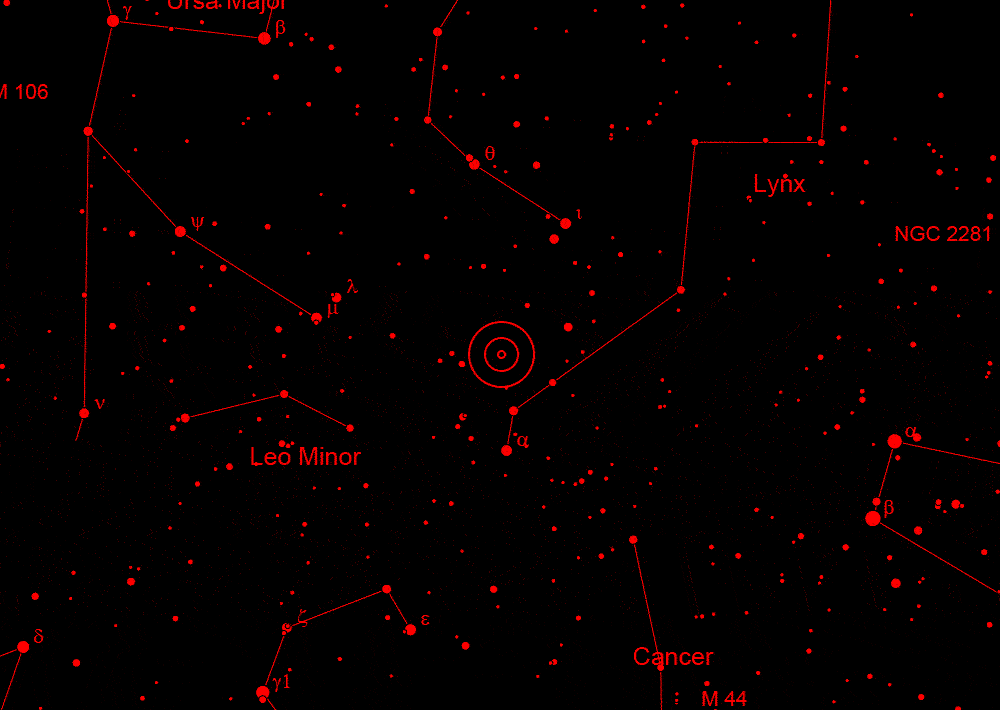 Ursa Major
γ
β
M 106
θ
Lynx
ψ
ι
NGC 2281
λ
μ
ν
α
α
Leo Minor
β
ζ
ε
δ
Cancer
γ1
M 44